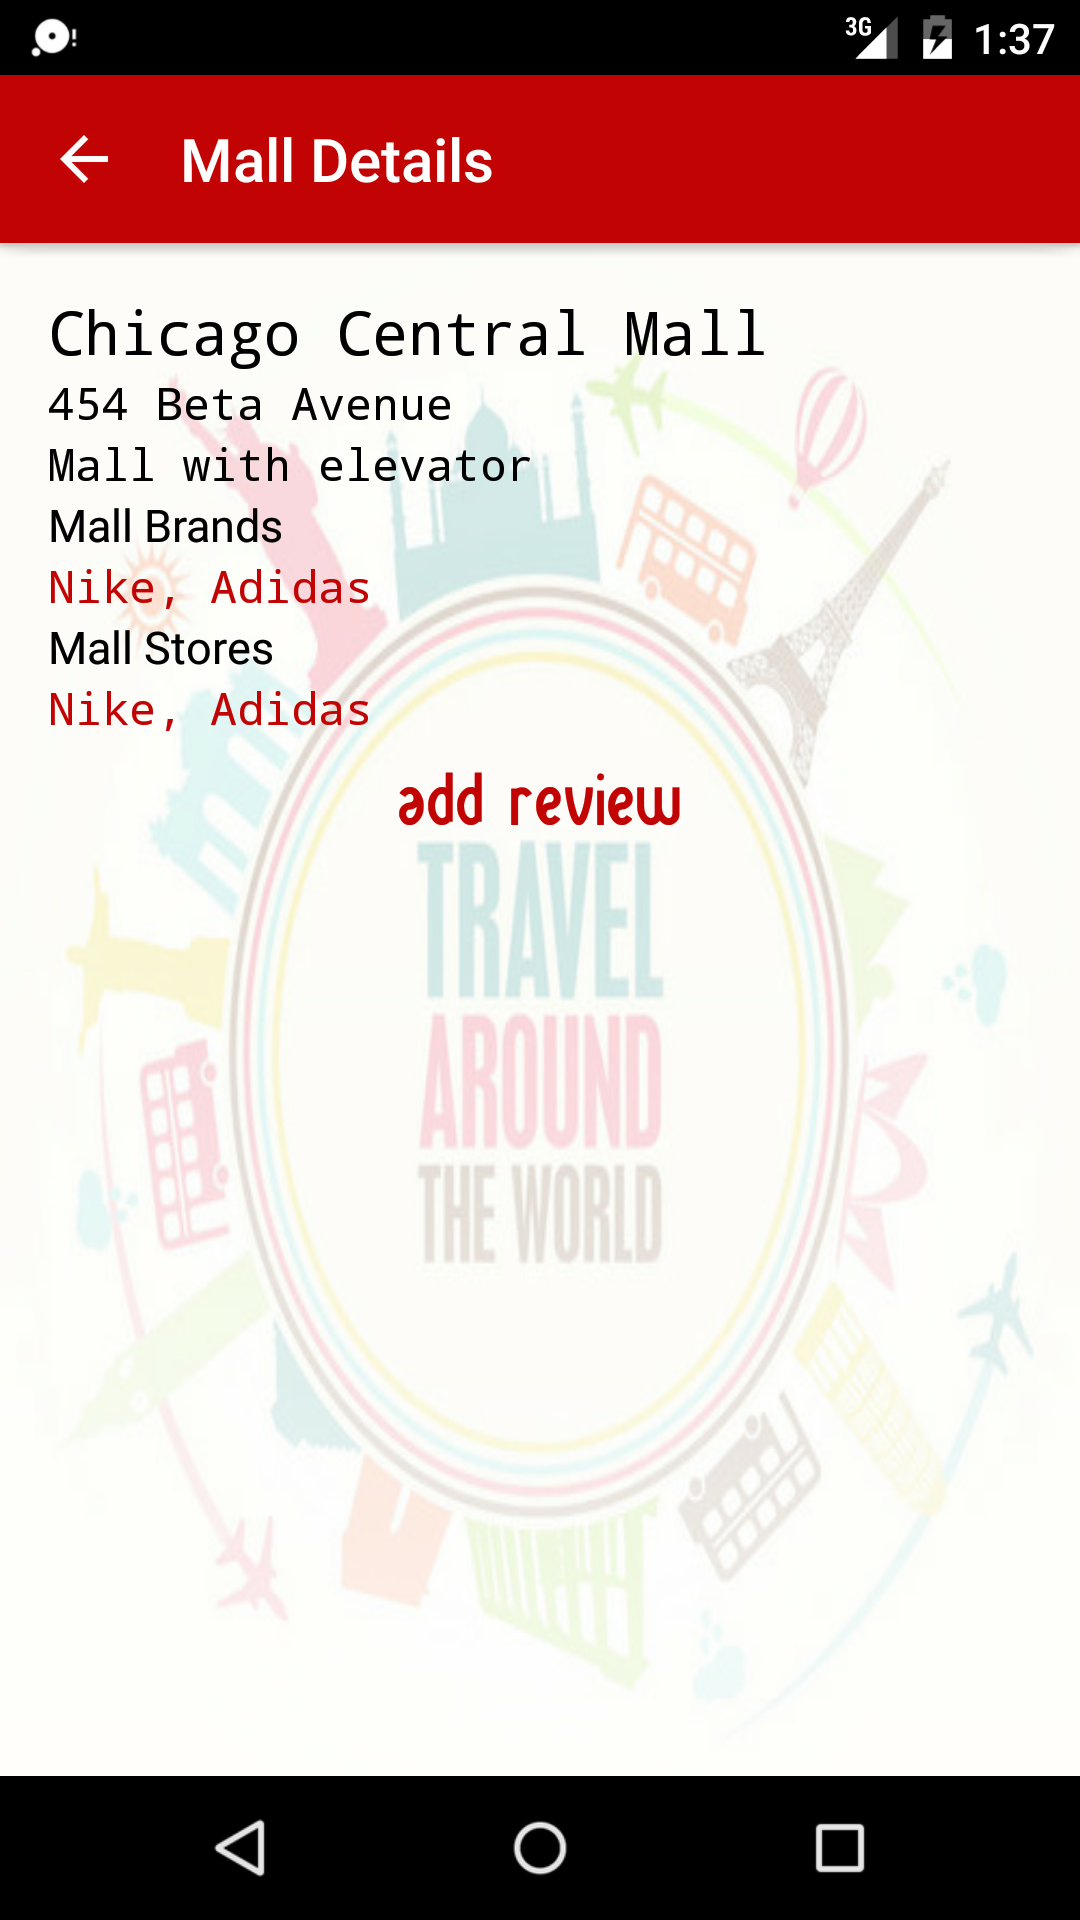 3G 1:37
Mall Details
Chicago Central Mall
454 Beta Avenue
Mall with elevator
Mall Brands
Nike, Adidas
Mall Stores
Nike, Adidas
add review
TRAVEL
AROUND
THE WORLD